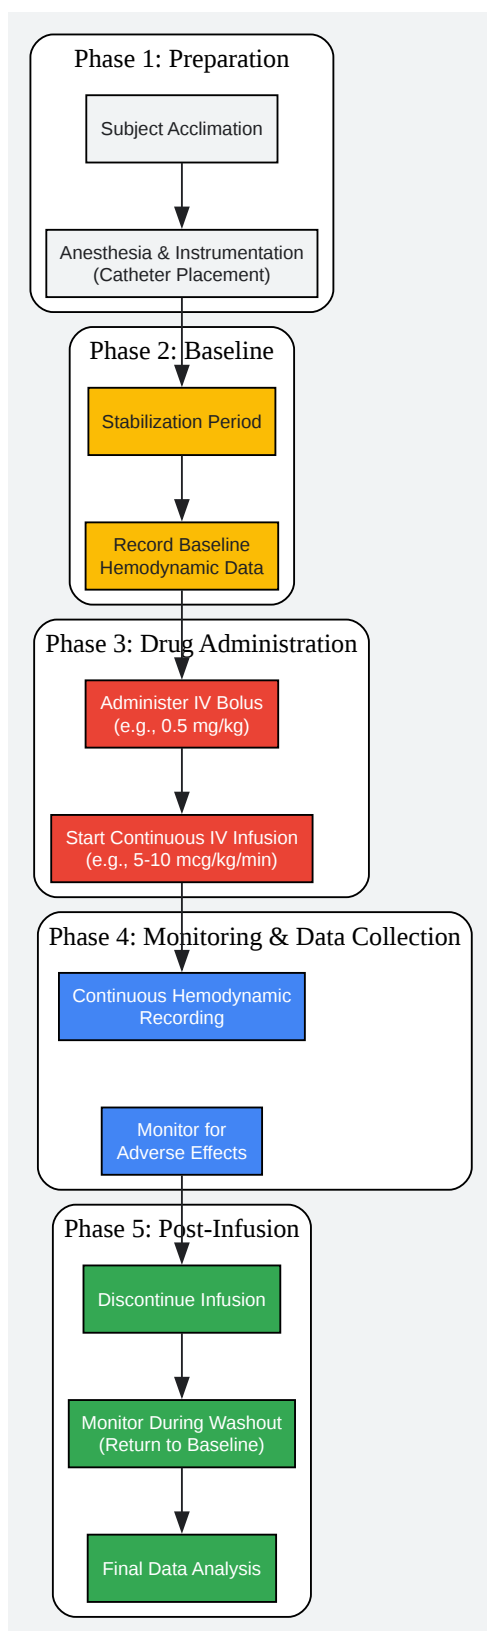 Phase 1: Preparation
Subject Acclimation
Anesthesia & Instrumentation
(Catheter Placement)
Phase 2: Baseline
Stabilization Period
Record Baseline
Hemodynamic Data
Phase 3: Drug Administration
Administer IV Bolus
(e.g., 0.5 mg/kg)
Start Continuous IV Infusion
(e.g., 5-10 mcg/kg/min)
Phase 4: Monitoring & Data Collection
Continuous Hemodynamic
Recording
Monitor for
Adverse Effects
Phase 5: Post-Infusion
Discontinue Infusion
Monitor During Washout
(Return to Baseline)
Final Data Analysis